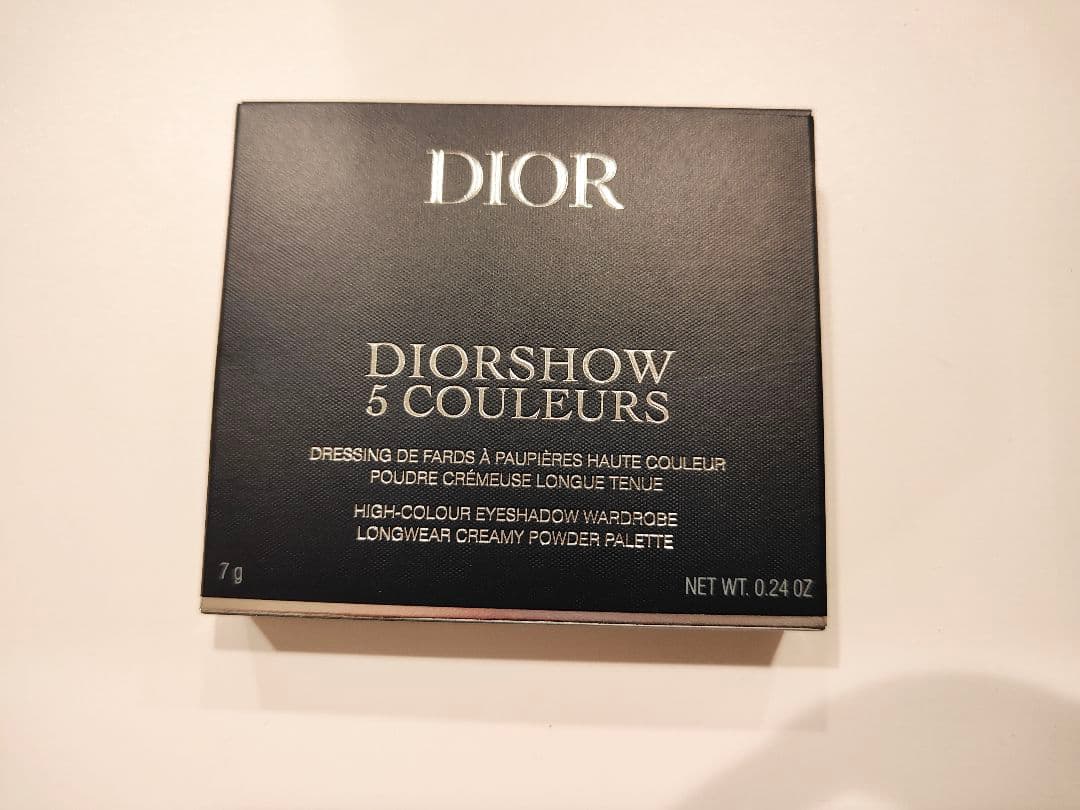 DIOR
DIORSHOW
5 COULEURS
DRESSING DE FARDS À PAUPIÈRES HAUTE COULEUR
POUDRE CRÉMEUSE LONGUE TENUE
HIGH-COLOUR EYESHADOW WARDROBE
LONGWEAR CREAMY POWDER PALETTE
7 g
NET WT. 0.24 OZ